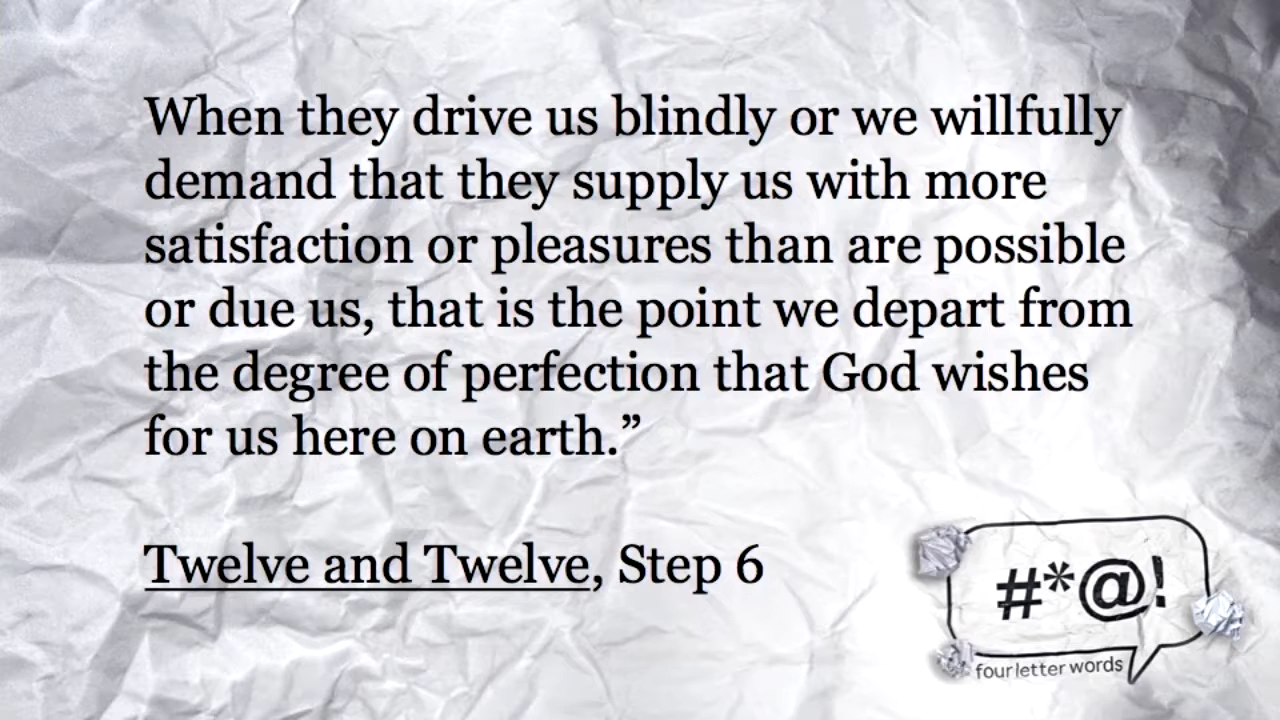 When they drive us blindly or we willfully
demand that they supply us with more
satisfaction or pleasures than are possible
or due us, that is the point we depart from
the degree of perfection that God wishes
for us here on earth.”
Twelve and Twelve, Step 6
#*@!
four letter words